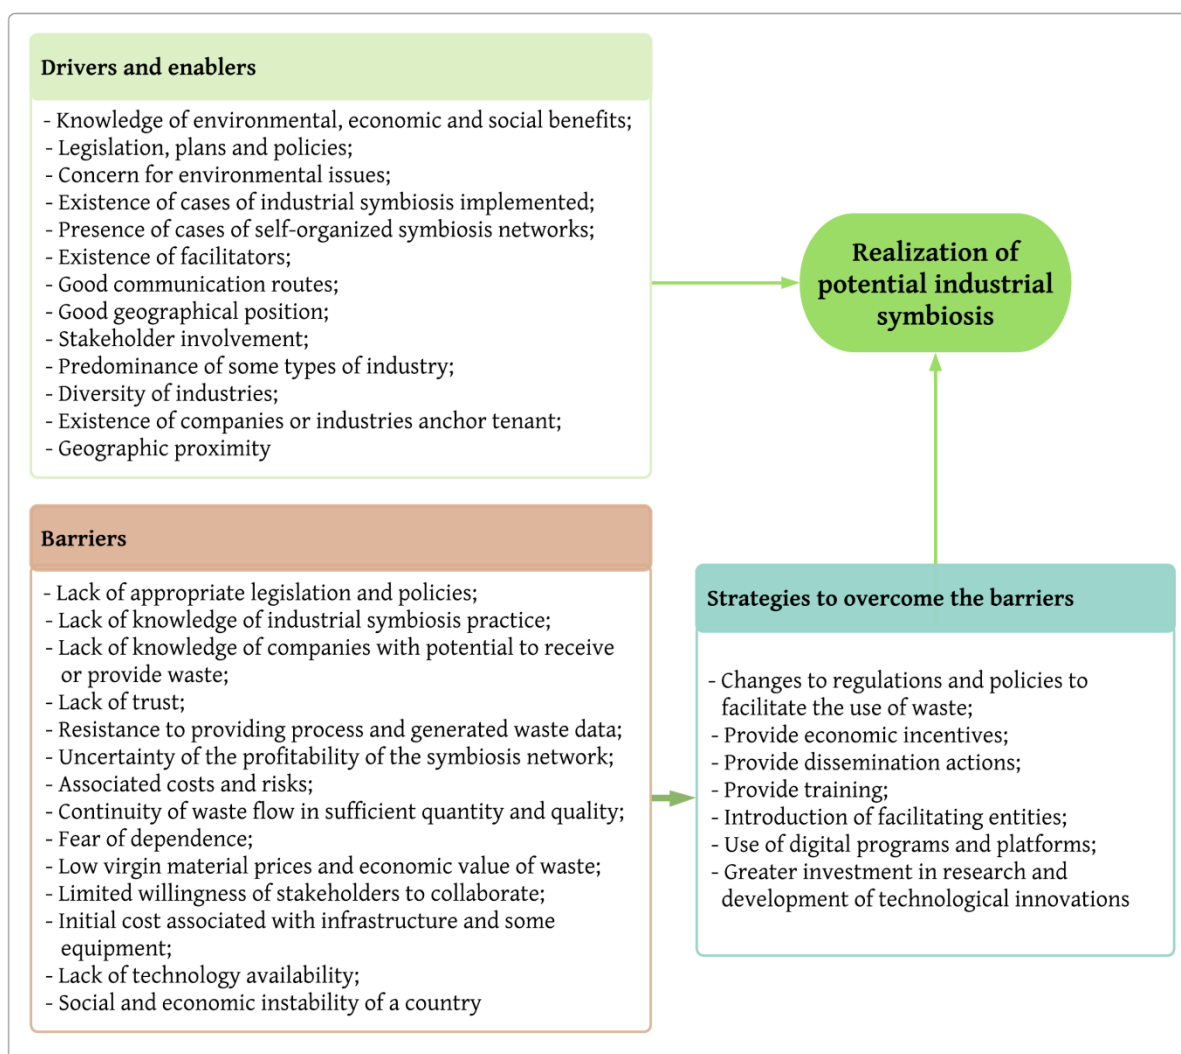 Drivers and enablers
- Knowledge of environmental, economic and social benefits;
- Legislation, plans and policies;
- Concern for environmental issues;
- Existence of cases of industrial symbiosis implemented;
- Presence of cases of self-organized symbiosis networks;
- Existence of facilitators;
- Good communication routes;
- Good geographical position;
- Stakeholder involvement;
- Predominance of some types of industry;
- Diversity of industries;
- Existence of companies or industries anchor tenant;
- Geographic proximity
Realization of
potential industrial
symbiosis
Barriers
- Lack of appropriate legislation and policies;
- Lack of knowledge of industrial symbiosis practice;
- Lack of knowledge of companies with potential to receive
or provide waste;
- Lack of trust;
- Resistance to providing process and generated waste data;
- Uncertainty of the profitability of the symbiosis network;
- Associated costs and risks;
- Continuity of waste flow in sufficient quantity and quality;
- Fear of dependence;
- Low virgin material prices and economic value of waste;
- Limited willingness of stakeholders to collaborate;
- Initial cost associated with infrastructure and some
equipment;
- Lack of technology availability;
- Social and economic instability of a country
Strategies to overcome the barriers
- Changes to regulations and policies to
facilitate the use of waste;
- Provide economic incentives;
- Provide dissemination actions;
- Provide training;
- Introduction of facilitating entities;
- Use of digital programs and platforms;
- Greater investment in research and
development of technological innovations